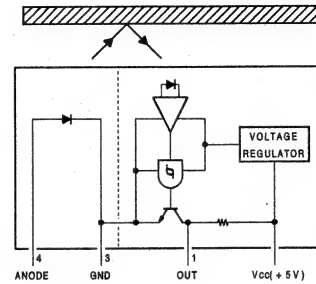 VOLTAGE
REGULATOR
4 3 1
ANODE GND OUT Vcc(+5V)